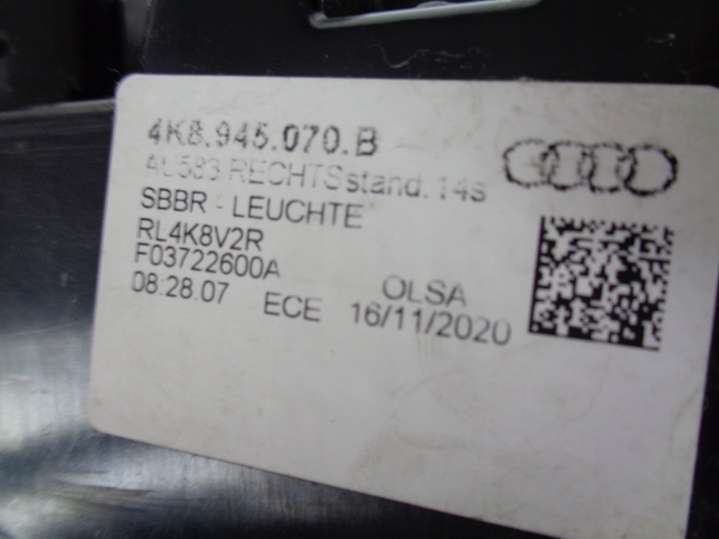 4K8.945.070.B
AU583 RECHTS stand. 14s
SBBR - LEUCHTE
RL4K8V2R
F03722600A OLSA
08:28.07 ECE 16/11/2020